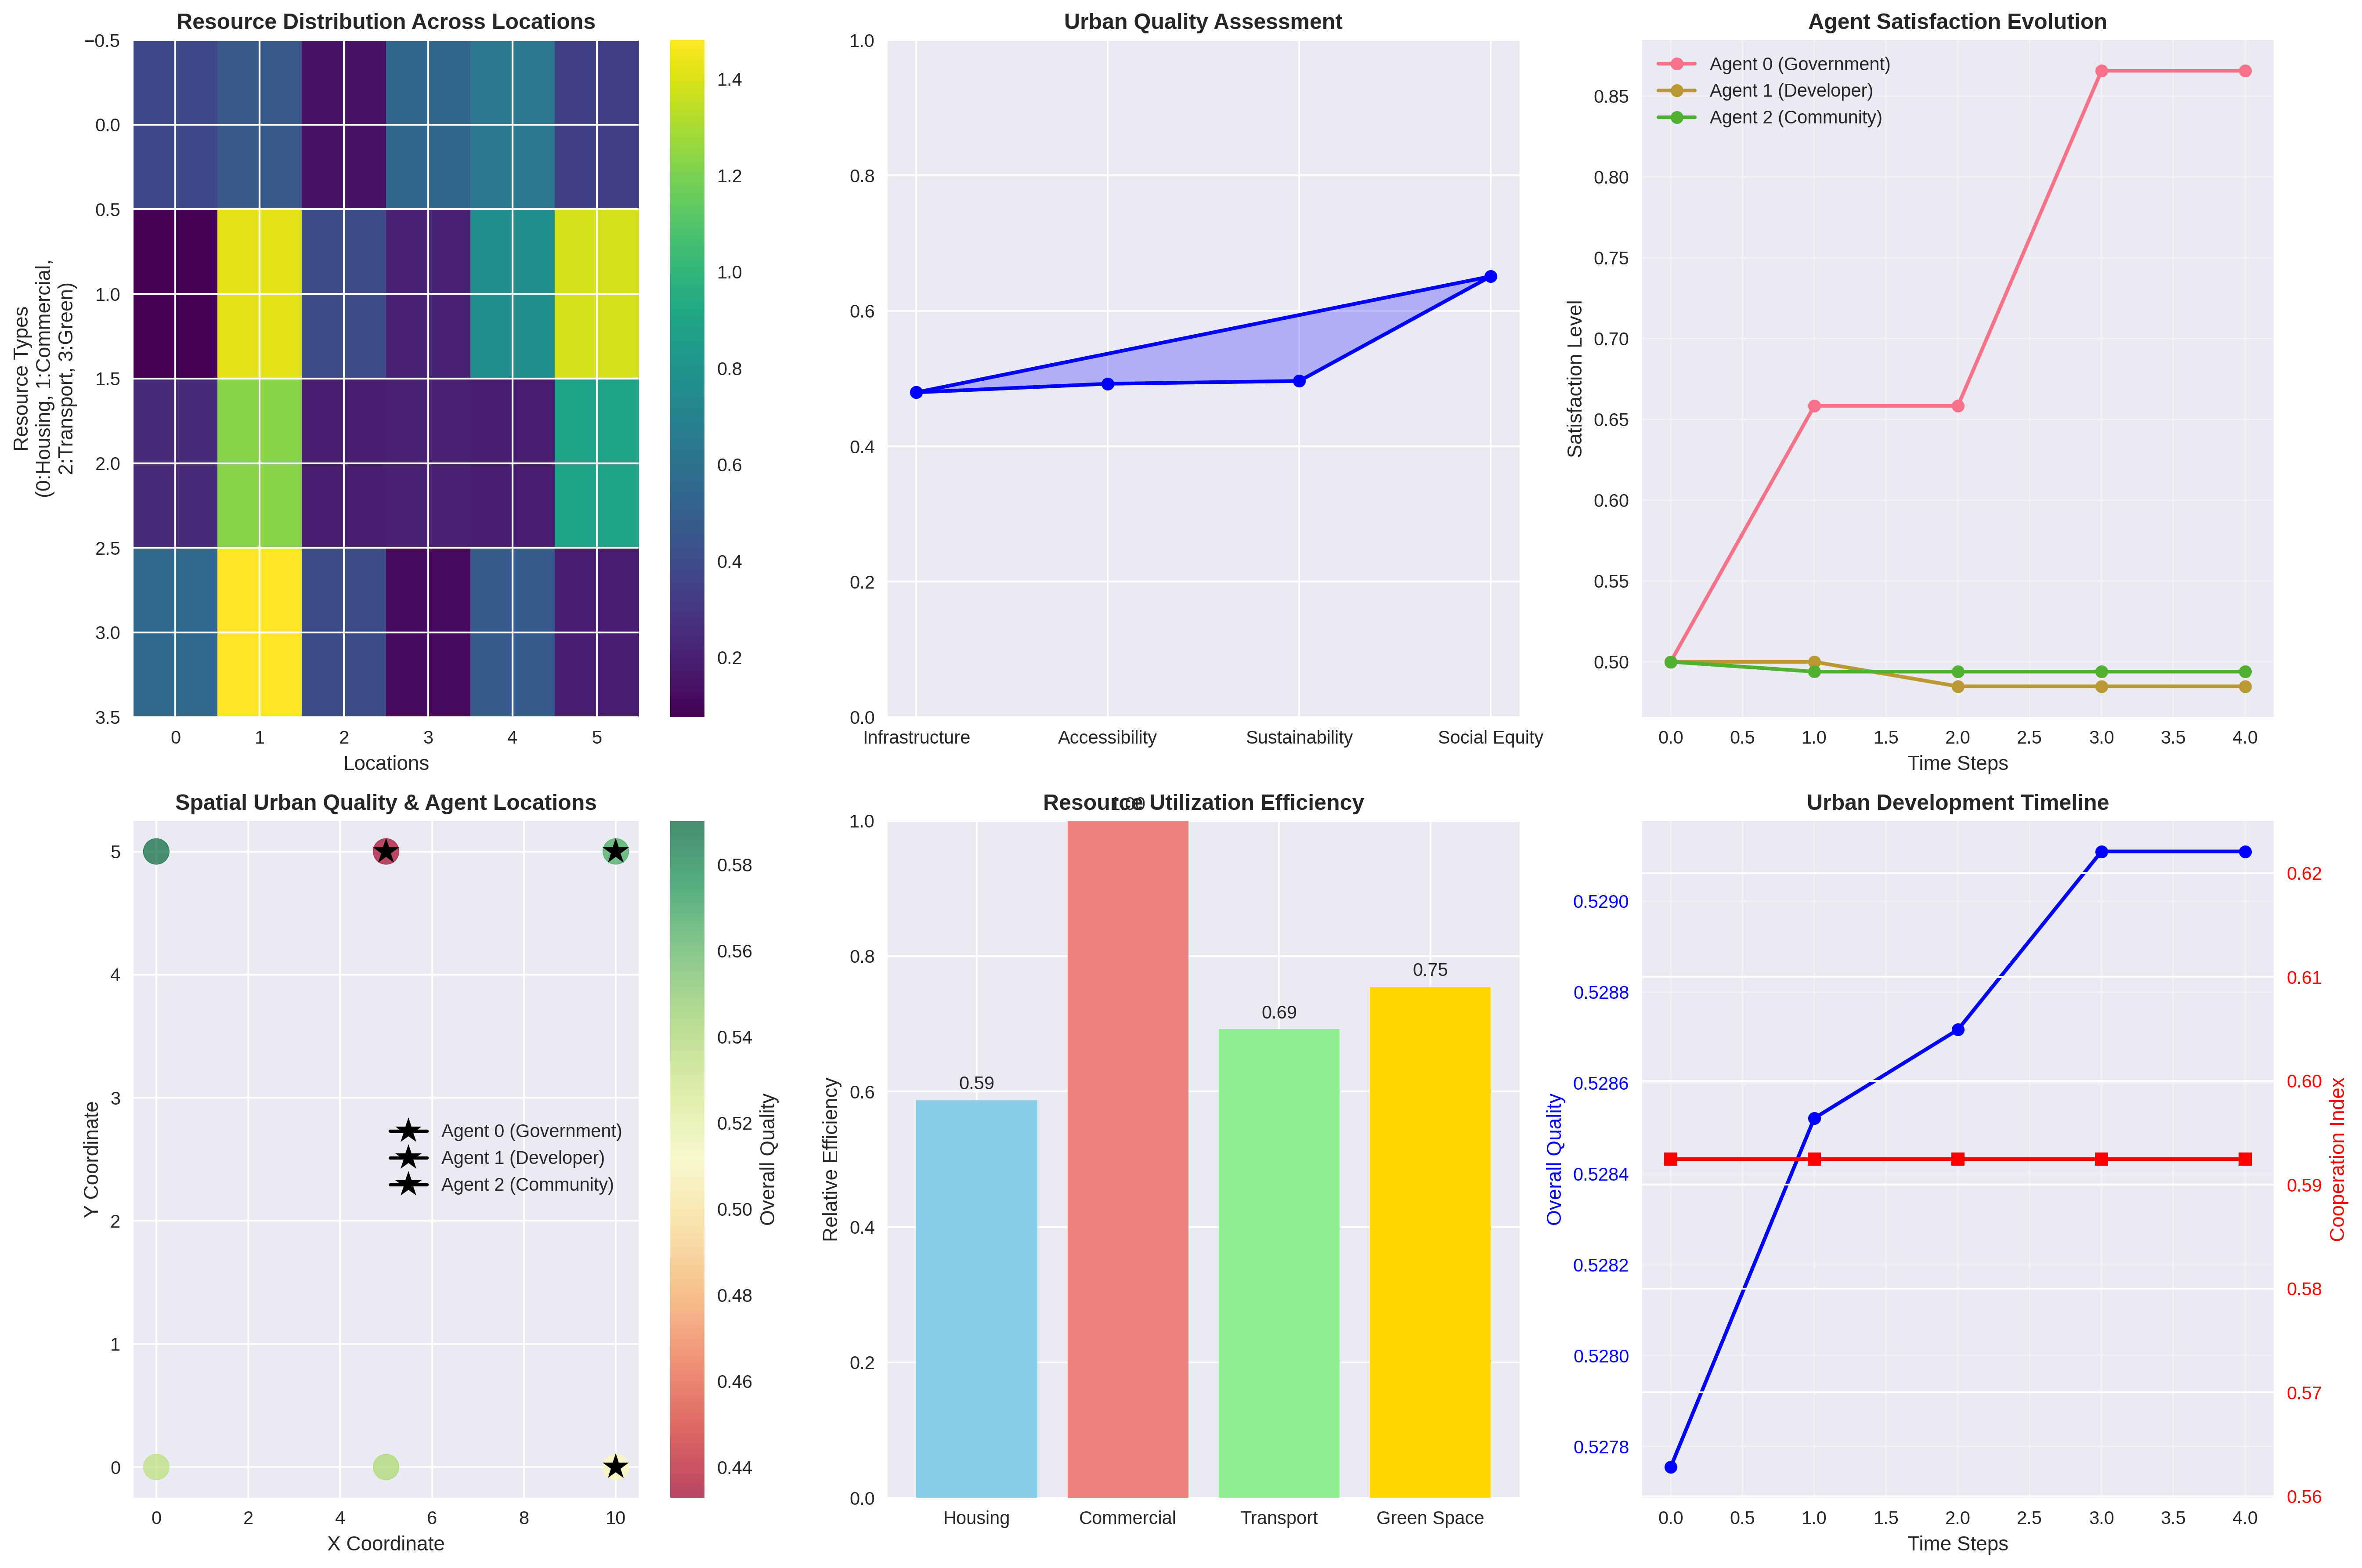 Resource Distribution Across Locations
−0.5
0.0
0.5
1.0
1.5
2.0
2.5
3.0
3.5
Resource Types
(0:Housing, 1:Commercial,
2:Transport, 3:Green)
0 1 2 3 4 5
Locations
1.4
1.2
1.0
0.8
0.6
0.4
0.2
Urban Quality Assessment
1.0
0.8
0.6
0.4
0.2
0.0
Infrastructure Accessibility Sustainability Social Equity
Agent Satisfaction Evolution
Agent 0 (Government)
Agent 1 (Developer)
Agent 2 (Community)
0.85
0.80
0.75
0.70
0.65
0.60
0.55
0.50
Satisfaction Level
0.0 0.5 1.0 1.5 2.0 2.5 3.0 3.5 4.0
Time Steps
Spatial Urban Quality & Agent Locations
5
4
3
2
1
0
Y Coordinate
Agent 0 (Government)
Agent 1 (Developer)
Agent 2 (Community)
0 2 4 6 8 10
X Coordinate
0.58
0.56
0.54
0.52
0.50
0.48
0.46
0.44
Overall Quality
Resource Utilization Efficiency
1.00
1.0
0.8
0.6
0.4
0.2
0.0
Relative Efficiency
0.59
0.69
0.75
Housing Commercial Transport Green Space
Urban Development Timeline
0.5290
0.5288
0.5286
0.5284
0.5282
0.5280
0.5278
Overall Quality
0.62
0.61
0.60
0.59
0.58
0.57
0.56
Cooperation Index
0.0 0.5 1.0 1.5 2.0 2.5 3.0 3.5 4.0
Time Steps